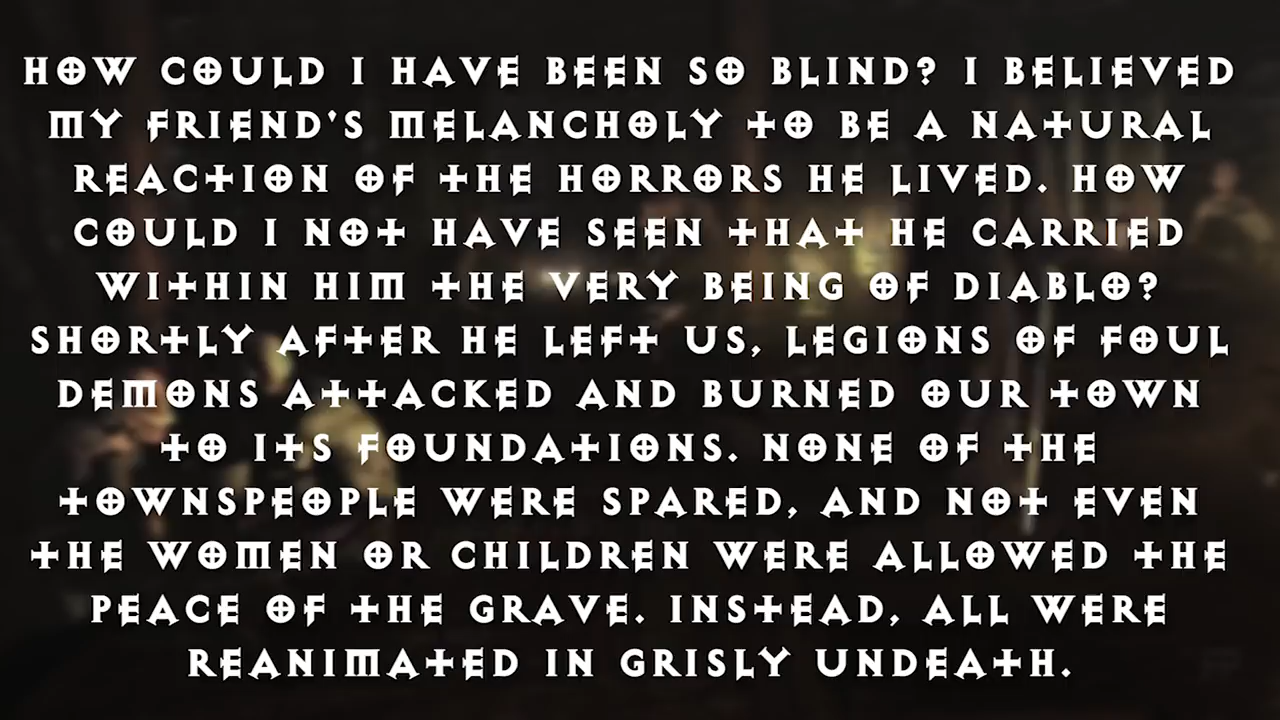 HOW COULD I HAVE BEEN SO BLIND? I BELIEVED
MY FRIEND'S MELANCHOLY TO BE A NATURAL
REACTION OF THE HORRORS HE LIVED. HOW
COULD I NOT HAVE SEEN THAT HE CARRIED
WITHIN HIM THE VERY BEING OF DIABLO?
SHORTLY AFTER HE LEFT US, LEGIONS OF FOUL
DEMONS ATTACKED AND BURNED OUR TOWN
TO ITS FOUNDATIONS. NONE OF THE
TOWNSPEOPLE WERE SPARED, AND NOT EVEN
THE WOMEN OR CHILDREN WERE ALLOWED THE
PEACE OF THE GRAVE. INSTEAD, ALL WERE
REANIMATED IN GRISLY UNDEATH.